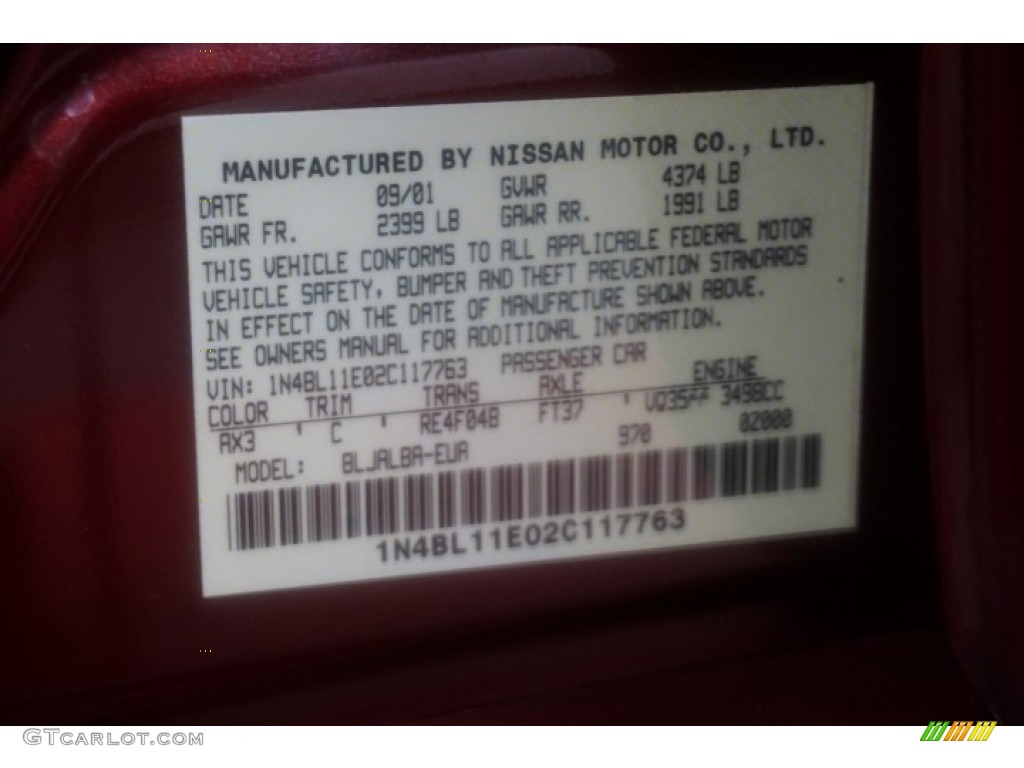 MANUFACTURED BY NISSAN MOTOR CO., LTD.
DATE 09/01 GVWR 4374 LB
GAWR FR. 2399 LB GAWR RR. 1991 LB
THIS VEHICLE CONFORMS TO ALL APPLICABLE FEDERAL MOTOR
VEHICLE SAFETY, BUMPER AND THEFT PREVENTION STANDARDS
IN EFFECT ON THE DATE OF MANUFACTURE SHOWN ABOVE.
SEE OWNERS MANUAL FOR ADDITIONAL INFORMATION.
VIN: 1N4BL11E02C117763 PASSENGER CAR
COLOR TRIM TRANS AXLE ENGINE
AX3 C RE4F04B FT37 3498CC
MODEL: BLJALBA-EUA 970 02000
1N4BL11E02C117763
GTCARLOT.COM